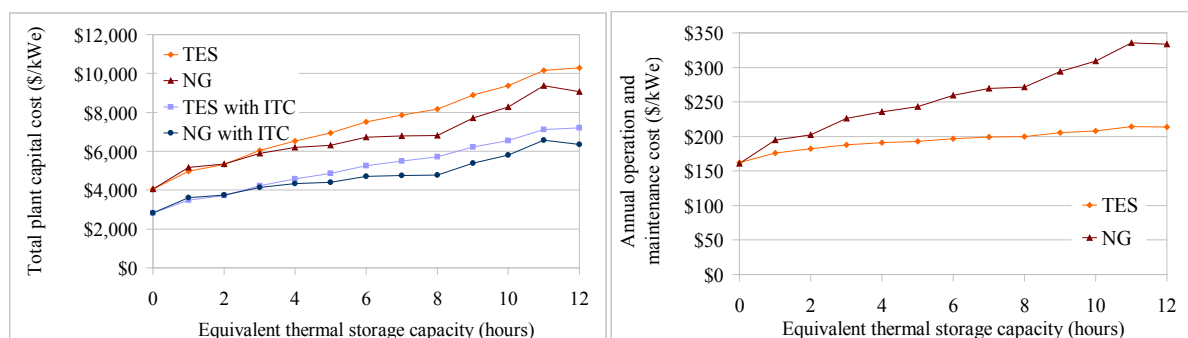 Total plant capital cost ($/kWe)
$12,000
$10,000
$8,000
$6,000
$4,000
$2,000
$0
TES
NG
TES with ITC
NG with ITC
0 2 4 6 8 10 12
Equivalent thermal storage capacity (hours)
Annual operation and
maintenance cost ($/kWe)
$350
$300
$250
$200
$150
$100
$50
$0
TES
NG
0 2 4 6 8 10 12
Equivalent thermal storage capacity (hours)